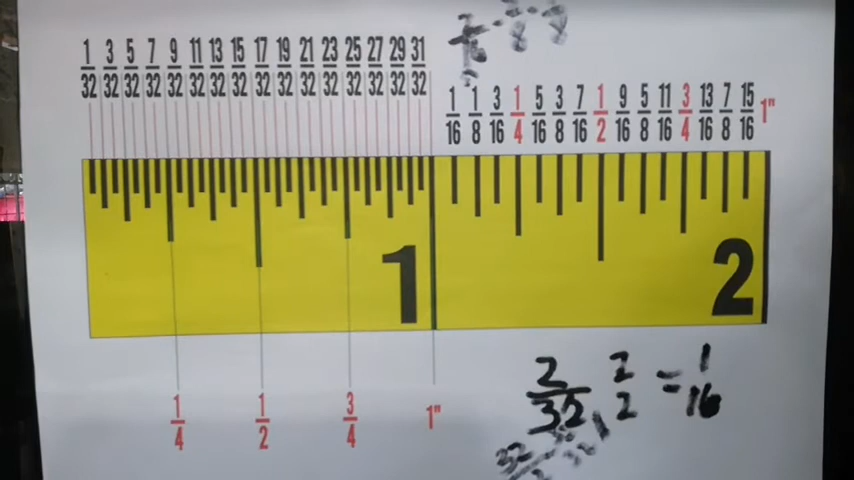 1/32 3/32 5/32 7/32 9/32 11/32 13/32 15/32 17/32 19/32 21/32 23/32 25/32 27/32 29/32 31/32
1/16 1/8 3/16 1/4 5/16 3/8 7/16 1/2 9/16 5/8 11/16 3/4 13/16 7/8 15/16 1"
1 2
2/32 2/2 = 1/16
1/4 1/2 3/4 1"